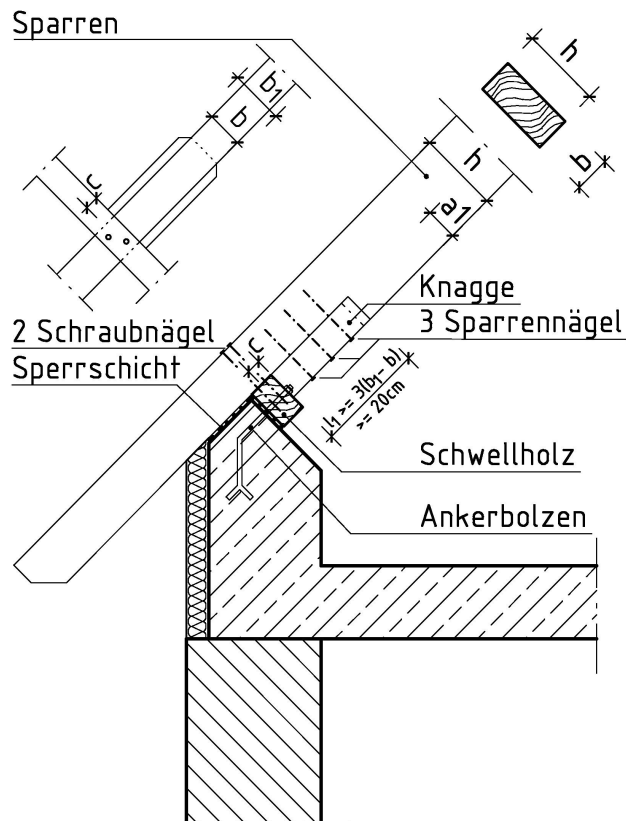 Sparren
h
b
b1
b
c
h
a1
Knagge
3 Sparrennägel
2 Schraubnägel
Sperrschicht
c
l1 >= 3(b1- b)
>= 20cm
Schwellholz
Ankerbolzen